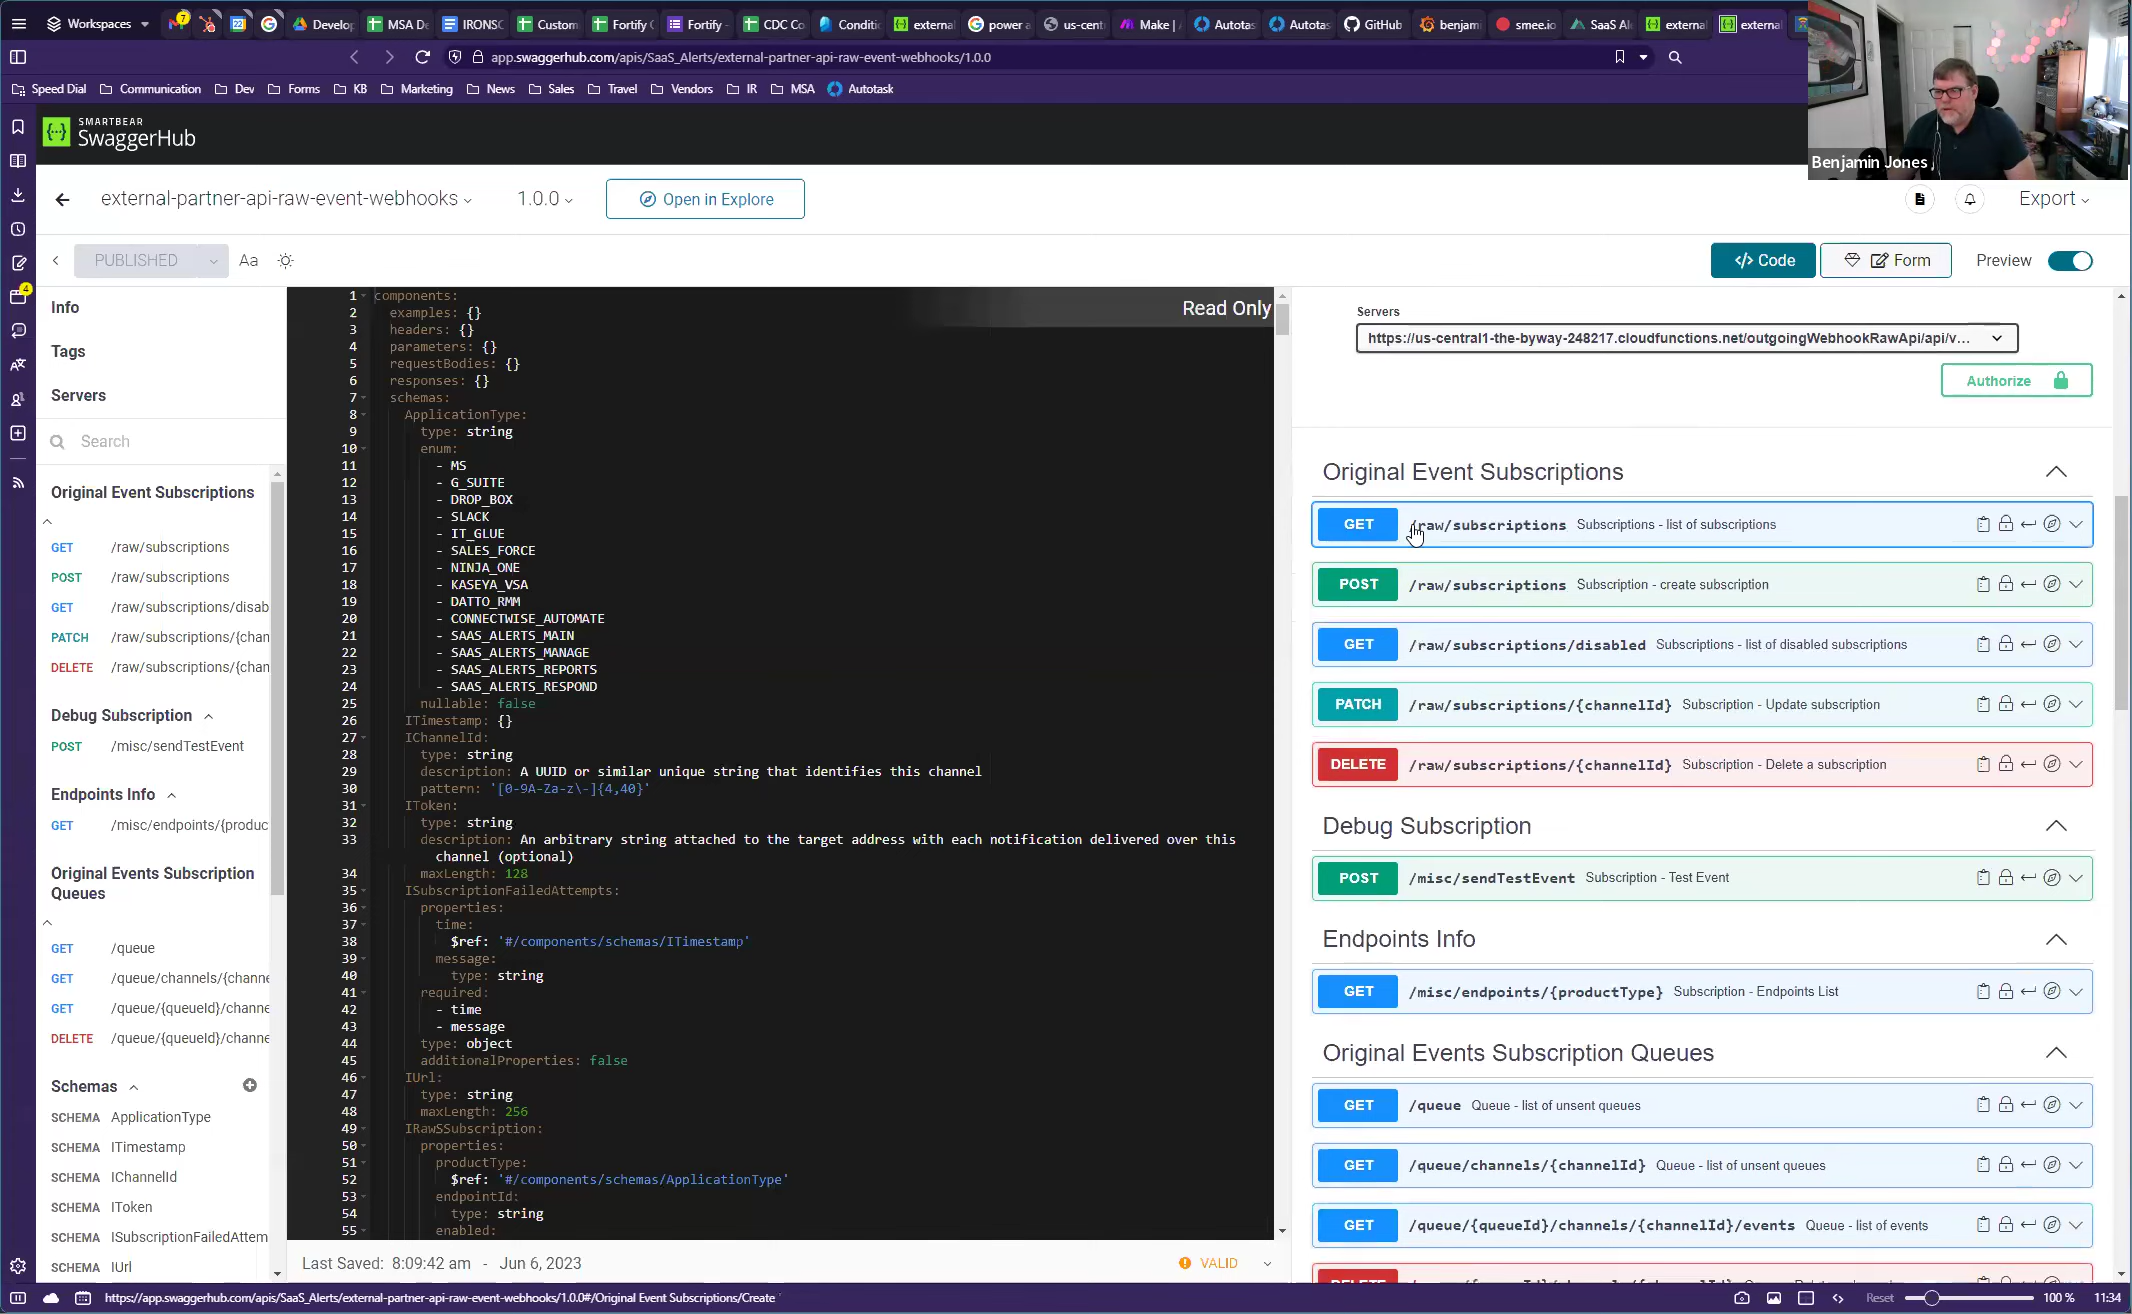 Workspaces
7
22
Develop
MSA De
IRONSC
Custom
Fortify C
Fortify -
CDC Co
Conditio
external
power a
us-cent
Make |
Autotas
Autotas
GitHub
benjami
smee.io
SaaS Al
external
external
app.swaggerhub.com/apis/SaaS_Alerts/external-partner-api-raw-event-webhooks/1.0.0
Speed Dial
Communication
Dev
Forms
KB
Marketing
News
Sales
Travel
Vendors
IR
MSA
Autotask
SMARTBEAR
SwaggerHub
Benjamin Jones
external-partner-api-raw-event-webhooks
1.0.0
Open in Explore
Export
PUBLISHED
Aa
</> Code
Form
Preview
4
Info
Tags
Servers
Search
Original Event Subscriptions
GET /raw/subscriptions
POST /raw/subscriptions
GET /raw/subscriptions/disab
PATCH /raw/subscriptions/{chan
DELETE /raw/subscriptions/{chan
Debug Subscription
POST /misc/sendTestEvent
Endpoints Info
GET /misc/endpoints/{produc
Original Events Subscription
Queues
GET /queue
GET /queue/channels/{channe
GET /queue/{queueId}/channe
DELETE /queue/{queueId}/channe
Schemas
SCHEMA ApplicationType
SCHEMA ITimestamp
SCHEMA IChannelId
SCHEMA IToken
SCHEMA ISubscriptionFailedAttem
SCHEMA IUrl
Read Only
1 components:
2 examples: {}
3 headers: {}
4 parameters: {}
5 requestBodies: {}
6 responses: {}
7 schemas:
8 ApplicationType:
9 type: string
10 enum:
11 - MS
12 - G_SUITE
13 - DROP_BOX
14 - SLACK
15 - IT_GLUE
16 - SALES_FORCE
17 - NINJA_ONE
18 - KASEYA_VSA
19 - DATTO_RMM
20 - CONNECTWISE_AUTOMATE
21 - SAAS_ALERTS_MAIN
22 - SAAS_ALERTS_MANAGE
23 - SAAS_ALERTS_REPORTS
24 - SAAS_ALERTS_RESPOND
25 nullable: false
26 ITimestamp: {}
27 IChannelId:
28 type: string
29 description: A UUID or similar unique string that identifies this channel
30 pattern: '[0-9A-Za-z\-]{4,40}'
31 IToken:
32 type: string
33 description: An arbitrary string attached to the target address with each notification delivered over this
channel (optional)
34 maxLength: 128
35 ISubscriptionFailedAttempts:
36 properties:
37 time:
38 $ref: '#/components/schemas/ITimestamp'
39 message:
40 type: string
41 required:
42 - time
43 - message
44 type: object
45 additionalProperties: false
46 IUrl:
47 type: string
48 maxLength: 256
49 IRawSSubscription:
50 properties:
51 productType:
52 $ref: '#/components/schemas/ApplicationType'
53 endpointId:
54 type: string
55 enabled:
Last Saved: 8:09:42 am - Jun 6, 2023
VALID
Servers
https://us-central1-the-byway-248217.cloudfunctions.net/outgoingWebhookRawApi/api/v...
Authorize
Original Event Subscriptions
GET /raw/subscriptions Subscriptions - list of subscriptions
POST /raw/subscriptions Subscription - create subscription
GET /raw/subscriptions/disabled Subscriptions - list of disabled subscriptions
PATCH /raw/subscriptions/{channelId} Subscription - Update subscription
DELETE /raw/subscriptions/{channelId} Subscription - Delete a subscription
Debug Subscription
POST /misc/sendTestEvent Subscription - Test Event
Endpoints Info
GET /misc/endpoints/{productType} Subscription - Endpoints List
Original Events Subscription Queues
GET /queue Queue - list of unsent queues
GET /queue/channels/{channelId} Queue - list of unsent queues
GET /queue/{queueId}/channels/{channelId}/events Queue - list of events
https://app.swaggerhub.com/apis/SaaS_Alerts/external-partner-api-raw-event-webhooks/1.0.0#/Original Event Subscriptions/Create
Reset
100 %
11:34